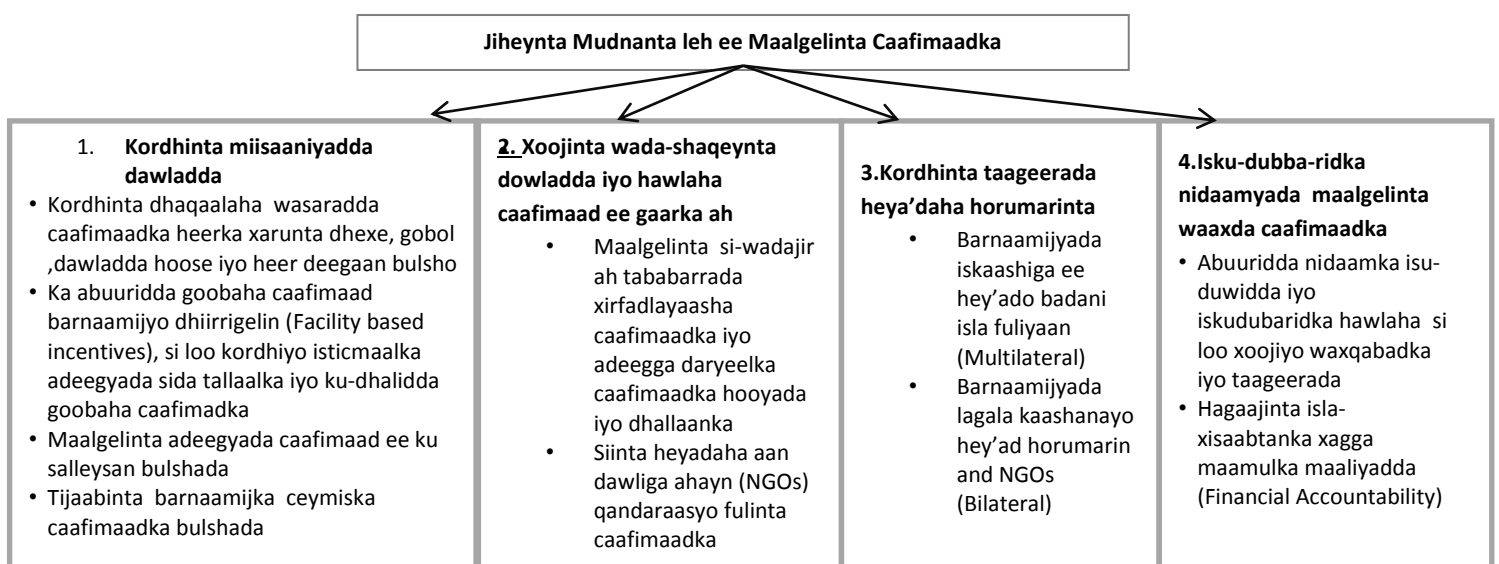 Jiheynta Mudnanta leh ee Maalgelinta Caafimaadka
1. Kordhinta miisaaniyadda
dawladda
• Kordhinta dhaqaalaha wasaradda
caafimaadka heerka xarunta dhexe, gobol
,dawladda hoose iyo heer deegaan bulsho
• Ka abuuridda goobaha caafimaad
barnaamijyo dhiirrigelin (Facility based
incentives), si loo kordhiyo isticmaalka
adeegyada sida tallaalka iyo ku-dhalidda
goobaha caafimadka
• Maalgelinta adeegyada caafimaad ee ku
salleysan bulshada
• Tijaabinta barnaamijka ceymiska
caafimaadka bulshada
2. Xoojinta wada-shaqeynta
dowladda iyo hawlaha
caafimaad ee gaarka ah
• Maalgelinta si-wadajir
ah tababarrada
xirfadlayaasha
caafimaadka iyo
adeegga daryeelka
caafimaadka hooyada
iyo dhallaanka
• Siinta heyadaha aan
dawliga ahayn (NGOs)
qandaraasyo fulinta
caafimaadka
3.Kordhinta taageerada
heya’daha horumarinta
• Barnaamijyada
iskaashiga ee
hey’ado badani
isla fuliyaan
(Multilateral)
• Barnaamijyada
lagala kaashanayo
hey’ad horumarin
and NGOs
(Bilateral)
4.Isku-dubba-ridka
nidaamyada maalgelinta
waaxda caafimaadka
• Abuuridda nidaamka isu-
duwidda iyo
iskudubaridka hawlaha si
loo xoojiyo waxqabadka
iyo taageerada
• Hagaajinta isla-
xisaabtanka xagga
maamulka maaliyadda
(Financial Accountability)